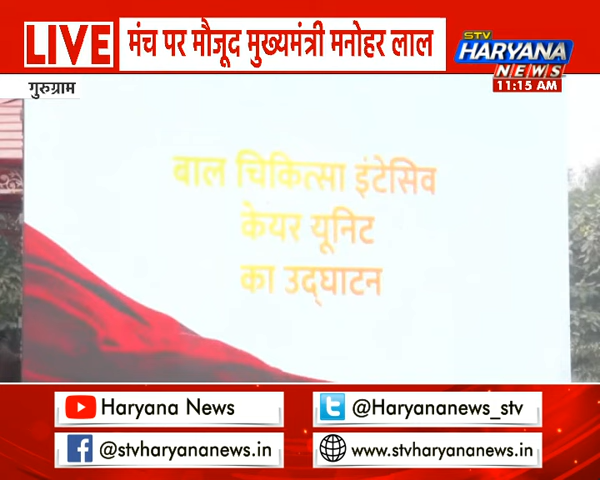 LIVE
मंच पर मौजूद मुख्यमंत्री मनोहर लाल
STV
HARYANA
NEWS
11:15 AM
गुरुग्राम
बाल चिकित्सा इंटेसिव
केयर यूनिट
का उद्घाटन
Haryana News
@Haryananews_stv
@stvharyananews.in
www.stvharyananews.in